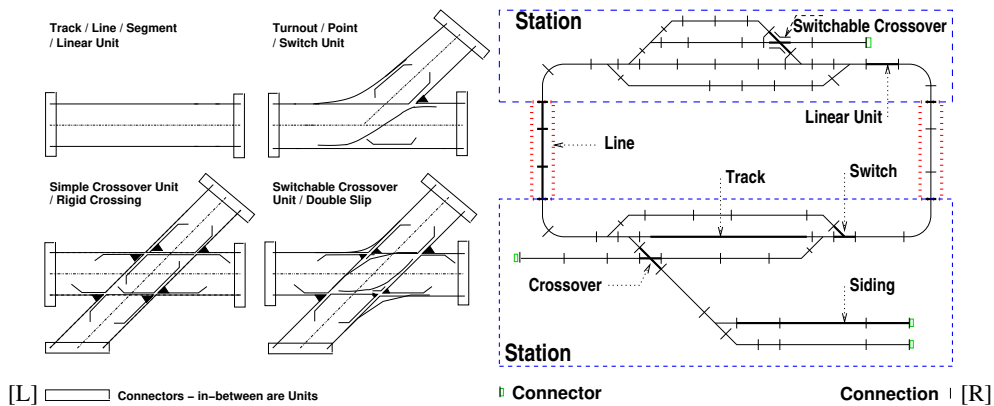 Track / Line / Segment
/ Linear Unit
Turnout / Point
/ Switch Unit
Simple Crossover Unit
/ Rigid Crossing
Switchable Crossover
Unit / Double Slip
[L]
Connectors − in−between are Units
Station
Switchable Crossover
Linear Unit
Line
Track
Switch
Crossover
Siding
Station
Connector
Connection
[R]